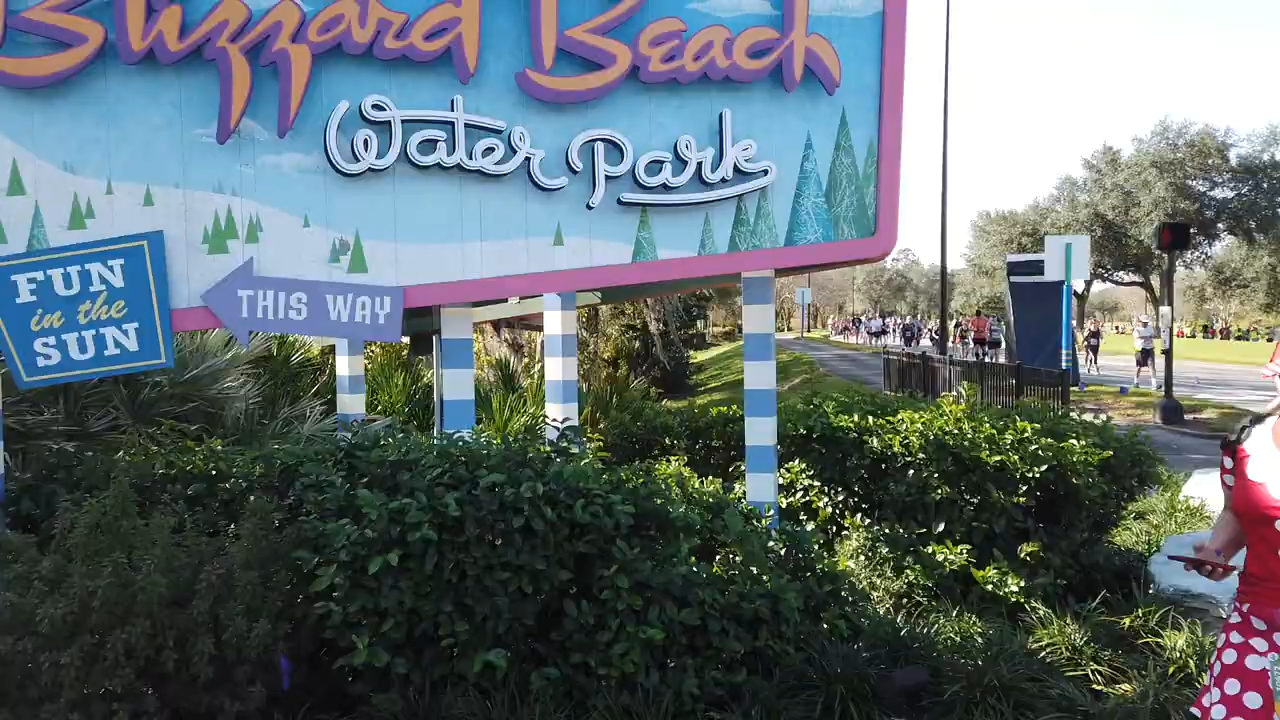 Blizzard Beach
Water Park
FUN
in the
SUN
THIS WAY